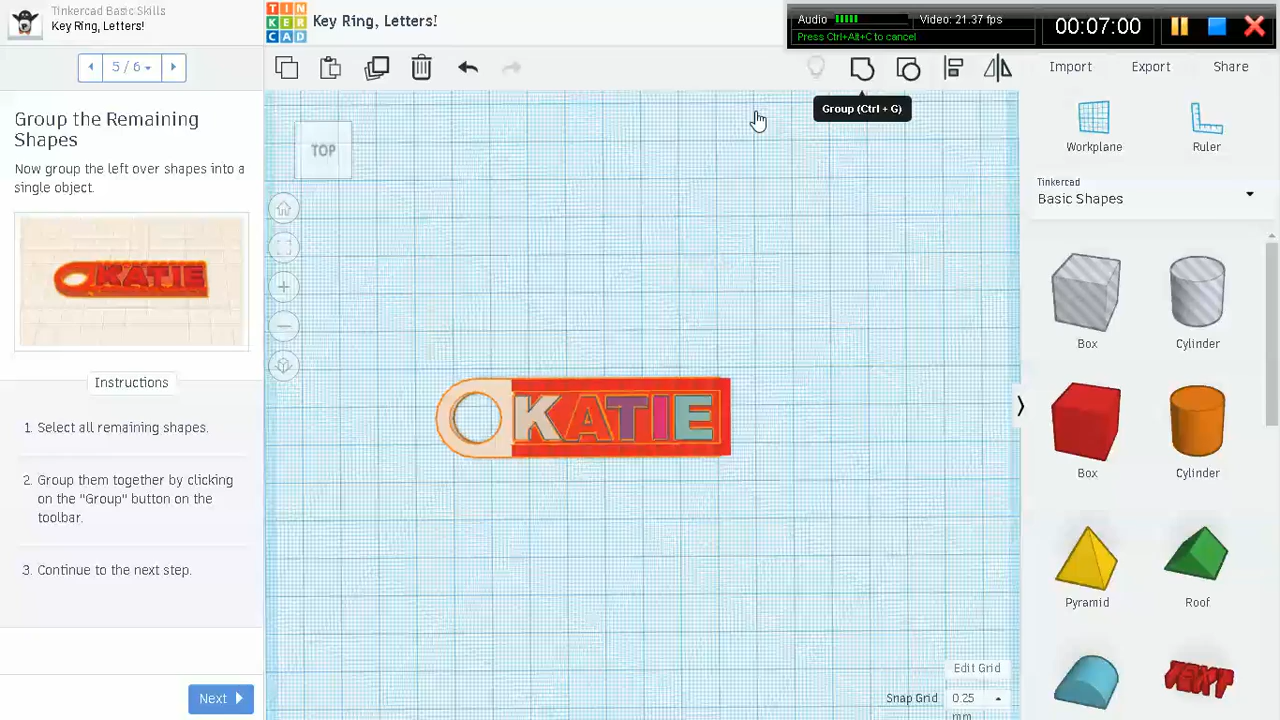 Tinkercad Basic Skills
Key Ring, Letters!
TIN
KER
CAD
Key Ring, Letters!
Audio
Video: 21.37 fps
Press Ctrl+Alt+C to cancel
00:07:00
7 / 6
Import
Export
Share
Group the Remaining
Shapes
Now group the left over shapes into a
single object.
KATIE
Instructions
1. Select all remaining shapes.
2. Group them together by clicking
on the "Group" button on the
toolbar.
3. Continue to the next step.
Next
Group (Ctrl + G)
TOP
KATIE
Edit Grid
Snap Grid
0.25
mm
Workplane
Ruler
Tinkercad
Basic Shapes
Box
Cylinder
Box
Cylinder
Pyramid
Roof
TEXT